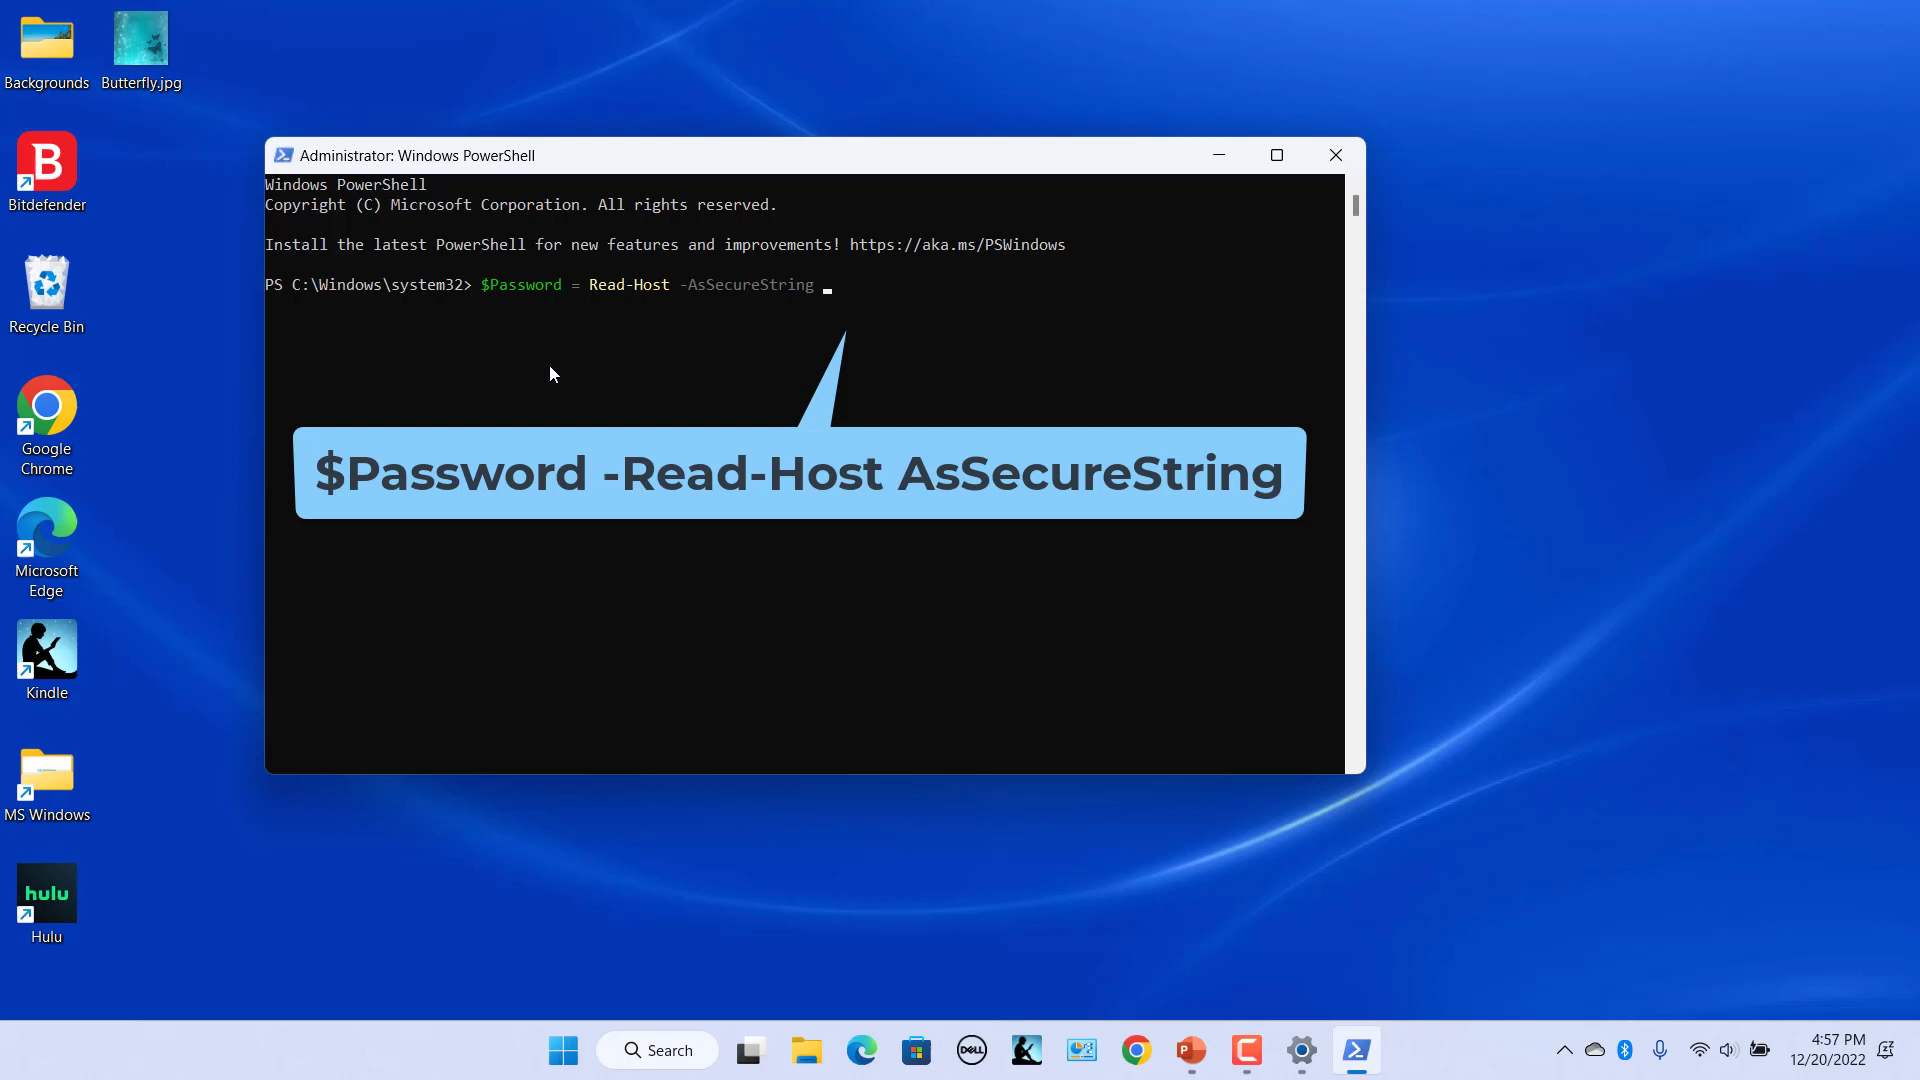 Backgrounds
Butterfly.jpg
Bitdefender
Recycle Bin
Google
Chrome
Microsoft
Edge
Kindle
MS Windows
hulu
Hulu
Administrator: Windows PowerShell
Windows PowerShell
Copyright (C) Microsoft Corporation. All rights reserved.
Install the latest PowerShell for new features and improvements! https://aka.ms/PSWindows
PS C:\Windows\system32> $Password = Read-Host -AsSecureString
$Password -Read-Host AsSecureString
Search
DELL
4:57 PM
12/20/2022